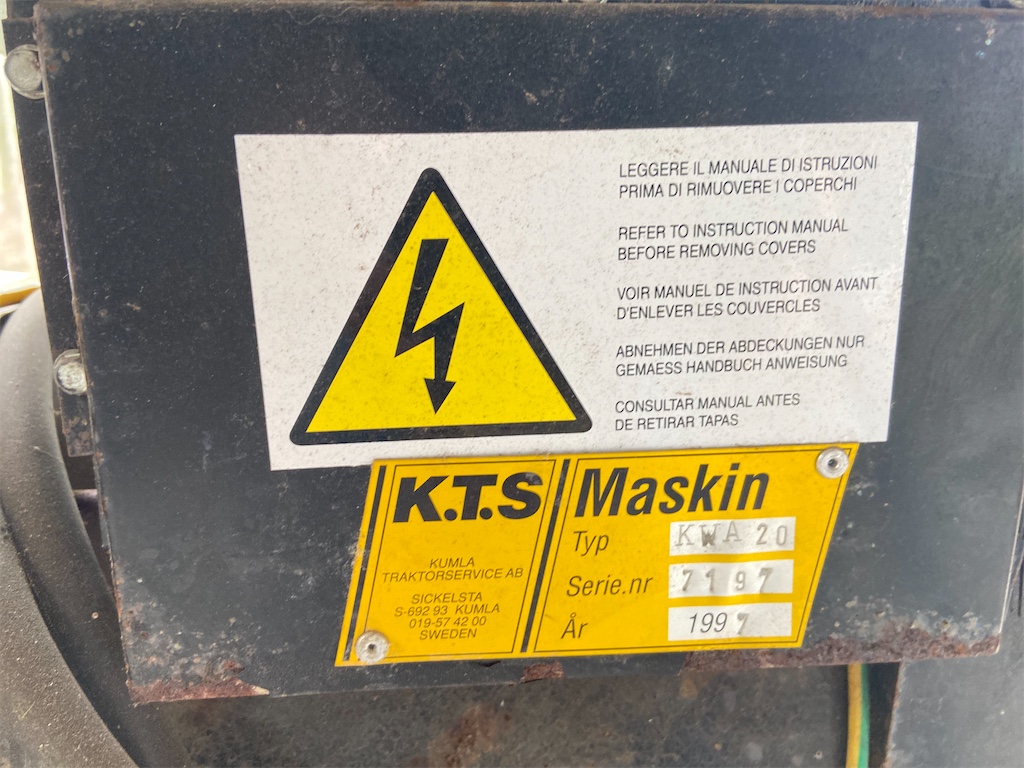 LEGGERE IL MANUALE DI ISTRUZIONI
PRIMA DI RIMUOVERE I COPERCHI
REFER TO INSTRUCTION MANUAL
BEFORE REMOVING COVERS
VOIR MANUEL DE INSTRUCTION AVANT
D'ENLEVER LES COUVERCLES
ABNEHMEN DER ABDECKUNGEN NUR
GEMAESS HANDBUCH ANWEISUNG
CONSULTAR MANUAL ANTES
DE RETIRAR TAPAS
K.T.S
KUMLA
TRAKTORSERVICE AB
SICKELSTA
S-692 93 KUMLA
019-57 42 00
SWEDEN
Maskin
Typ KWA 20
Serie.nr 7197
År 1997